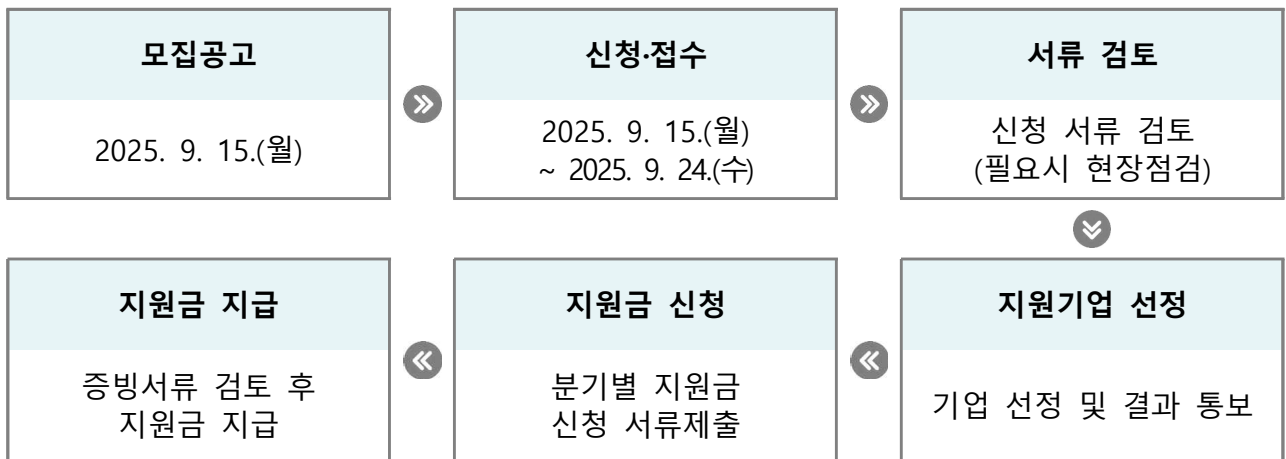 모집공고
2025. 9. 15.(월)
신청·접수
2025. 9. 15.(월)
~ 2025. 9. 24.(수)
서류 검토
신청 서류 검토
(필요시 현장점검)
지원기업 선정
기업 선정 및 결과 통보
지원금 신청
분기별 지원금
신청 서류제출
지원금 지급
증빙서류 검토 후
지원금 지급